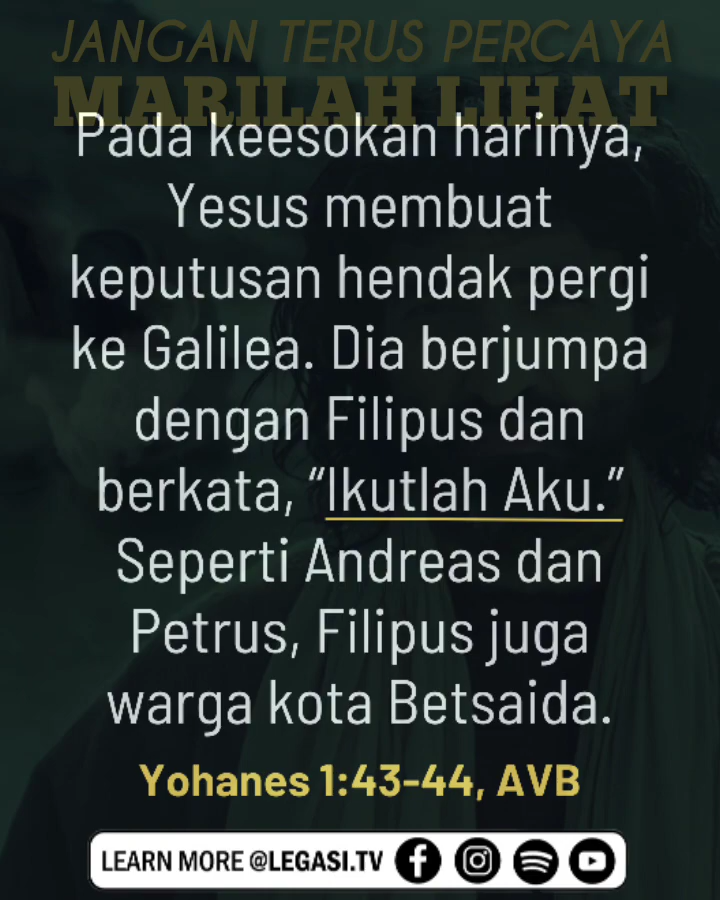 JANGAN TERUS PERCAYA
MARILAH LIHAT
Pada keesokan harinya,
Yesus membuat
keputusan hendak pergi
ke Galilea. Dia berjumpa
dengan Filipus dan
berkata, “Ikutlah Aku.”
Seperti Andreas dan
Petrus, Filipus juga
warga kota Betsaida.
Yohanes 1:43-44, AVB
LEARN MORE @LEGASI.TV